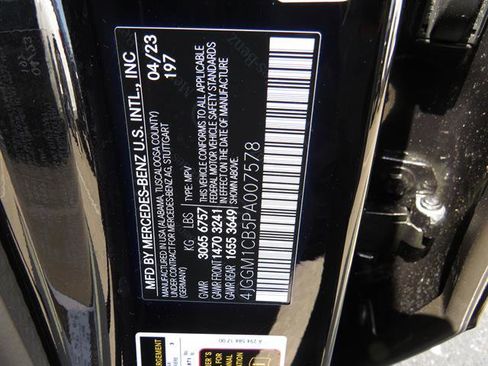 MFD BY MERCEDES-BENZ U.S. INTL., INC
MANUFACTURED IN USA (ALABAMA, TUSCALOOSA COUNTY)
UNDER CONTRACT FOR MERCEDES-BENZ AG, STUTTGART
(GERMANY)
04/23
197
KG LBS TYPE: MPV
GVWR 3065 6757
GAWR FRONT 1470 3241
GAWR REAR 1655 3649
THIS VEHICLE CONFORMS TO ALL APPLICABLE
FEDERAL MOTOR VEHICLE SAFETY STANDARDS
IN EFFECT ON THE DATE OF MANUFACTURE
SHOWN ABOVE.
4JGGM1CB5PA007578